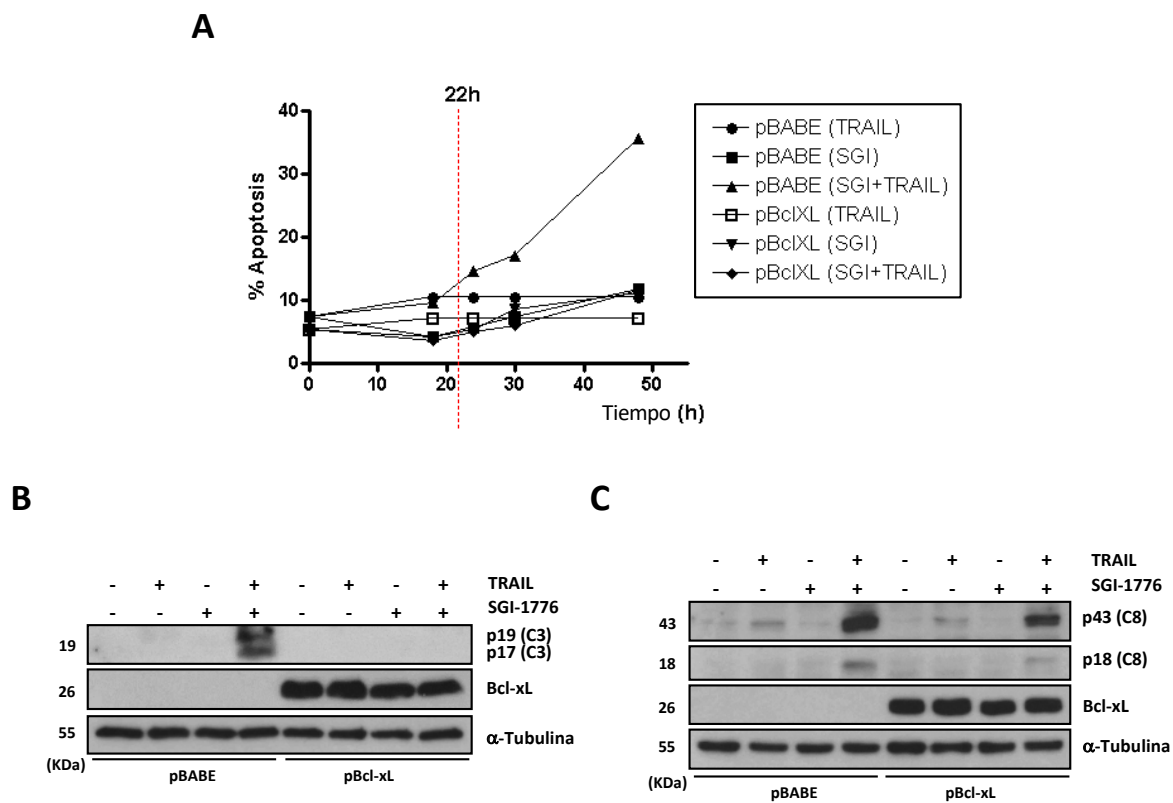 A
22h
40
30
20
10
0
% Apoptosis
0 10 20 30 40 50
Tiempo (h)
pBABE (TRAIL)
pBABE (SGI)
pBABE (SGI+TRAIL)
pBclXL (TRAIL)
pBclXL (SGI)
pBclXL (SGI+TRAIL)
B
- + - + - + - + TRAIL
- - + + - - + + SGI-1776
19 p19 (C3)
p17 (C3)
26 Bcl-xL
55 α-Tubulina
(KDa)
pBABE pBcl-xL
C
- + - + - + - + TRAIL
- - + + - - + + SGI-1776
43 p43 (C8)
18 p18 (C8)
26 Bcl-xL
55 α-Tubulina
(KDa)
pBABE pBcl-xL